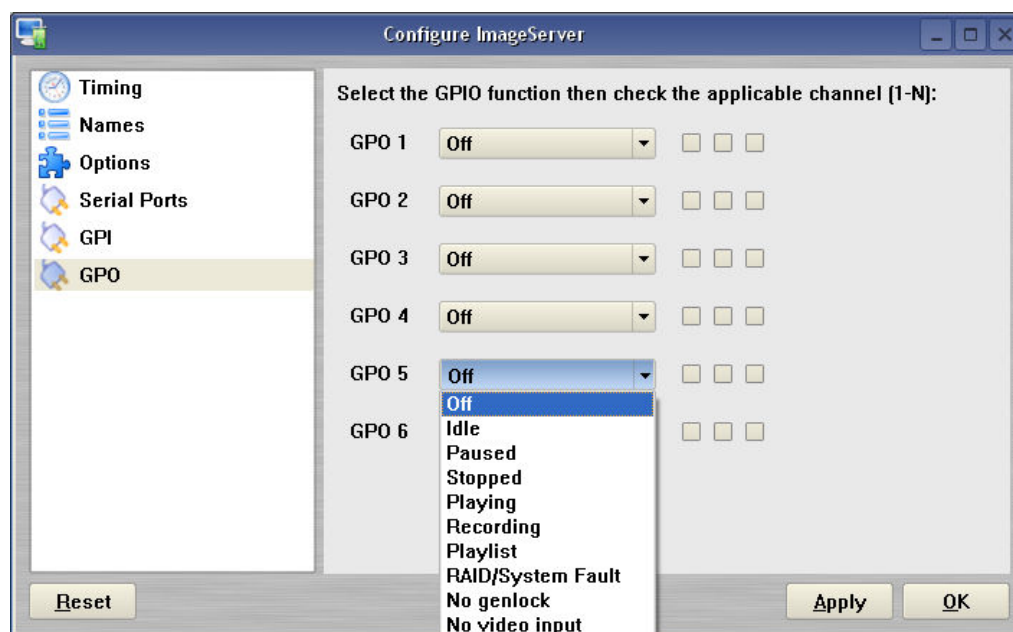 Configure ImageServer
Timing
Names
Options
Serial Ports
GPI
GPO
Select the GPIO function then check the applicable channel (1-N):
GPO 1 Off
GPO 2 Off
GPO 3 Off
GPO 4 Off
GPO 5 Off
Off
Idle
GPO 6
Paused
Stopped
Playing
Recording
Playlist
RAID/System Fault
No genlock
No video input
Reset
Apply
OK